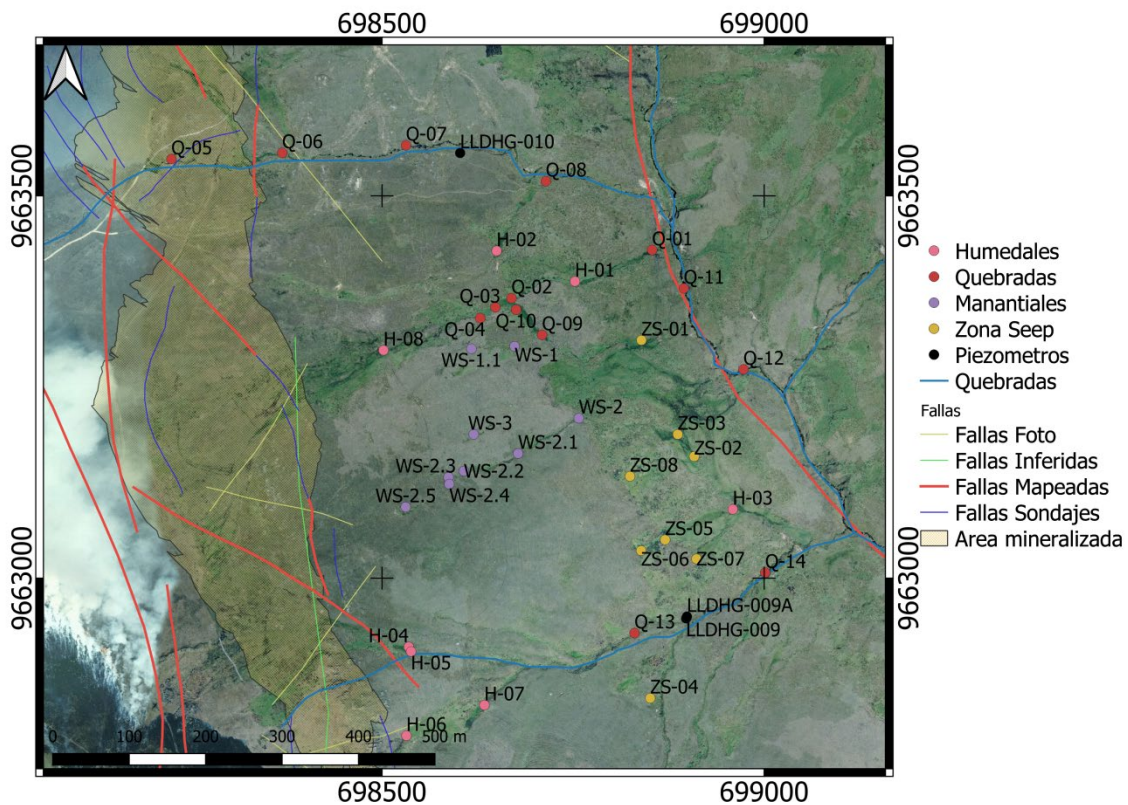 698500
699000
9663500
9663500
9663000
9663000
Q-05
Q-06
Q-07
LLDHG-010
Q-08
H-02
Q-01
H-01
Q-11
Q-02
Q-03
Q-10
Q-04
Q-09
ZS-01
H-08
WS-1.1
WS-1
Q-12
WS-2
WS-3
ZS-03
WS-2.1
ZS-02
WS-2.3
WS-2.2
ZS-08
WS-2.5
WS-2.4
H-03
ZS-05
ZS-06
ZS-07
Q-14
LLDHG-009A
Q-13
LLDHG-009
H-04
H-05
ZS-04
H-07
H-06
0
100
200
300
400
500 m
698500
699000
Humedales
Quebradas
Manantiales
Zona Seep
Piezometros
Quebradas
Fallas
Fallas Foto
Fallas Inferidas
Fallas Mapeadas
Fallas Sondajes
Area mineralizada